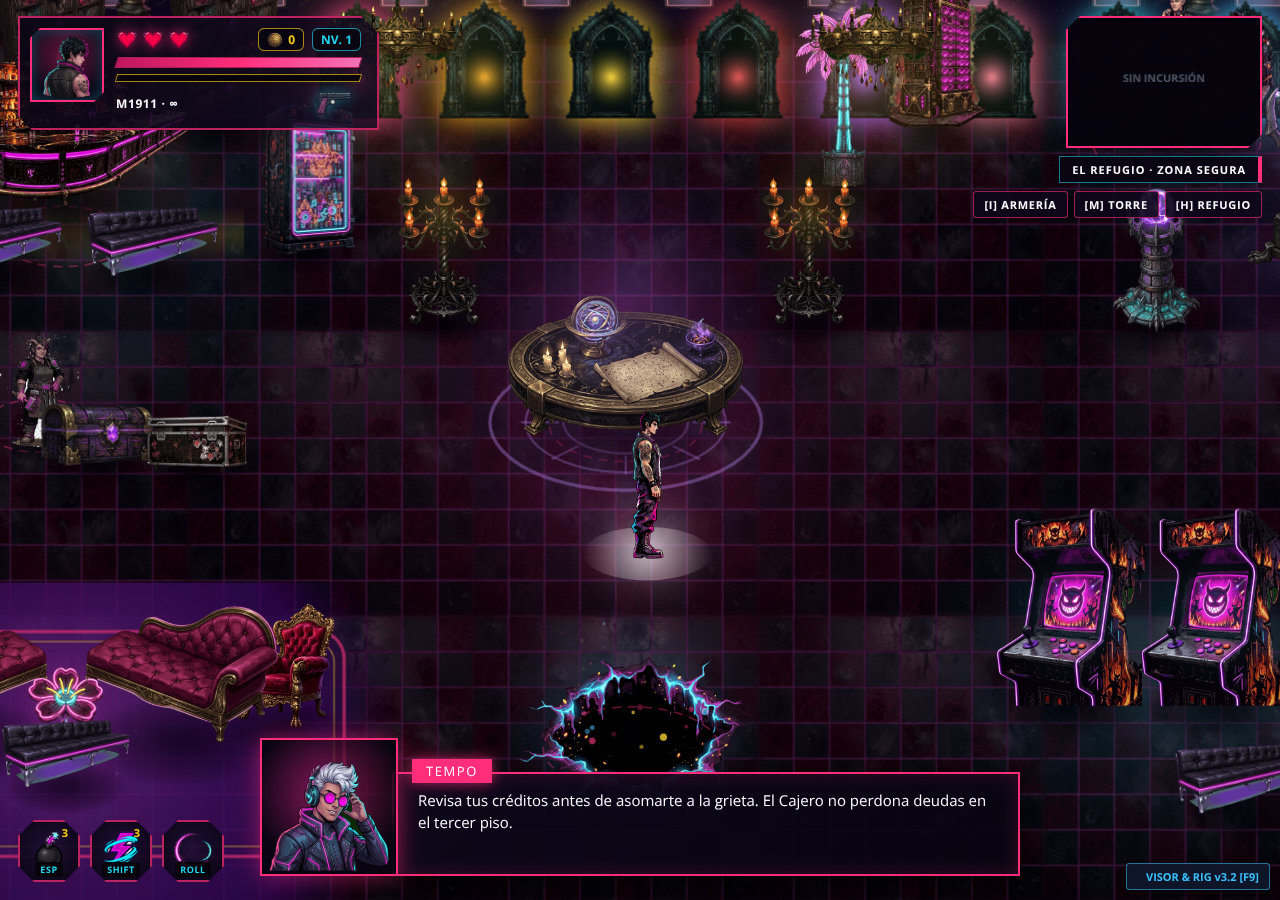 0
NV. 1
M1911 · ∞
SIN INCURSIÓN
EL REFUGIO · ZONA SEGURA
[I] ARMERÍA
[M] TORRE
[H] REFUGIO
TEMPO
Revisa tus créditos antes de asomarte a la grieta. El Cajero no perdona deudas en
el tercer piso.
3
ESP
3
SHIFT
ROLL
VISOR & RIG v3.2 [F9]